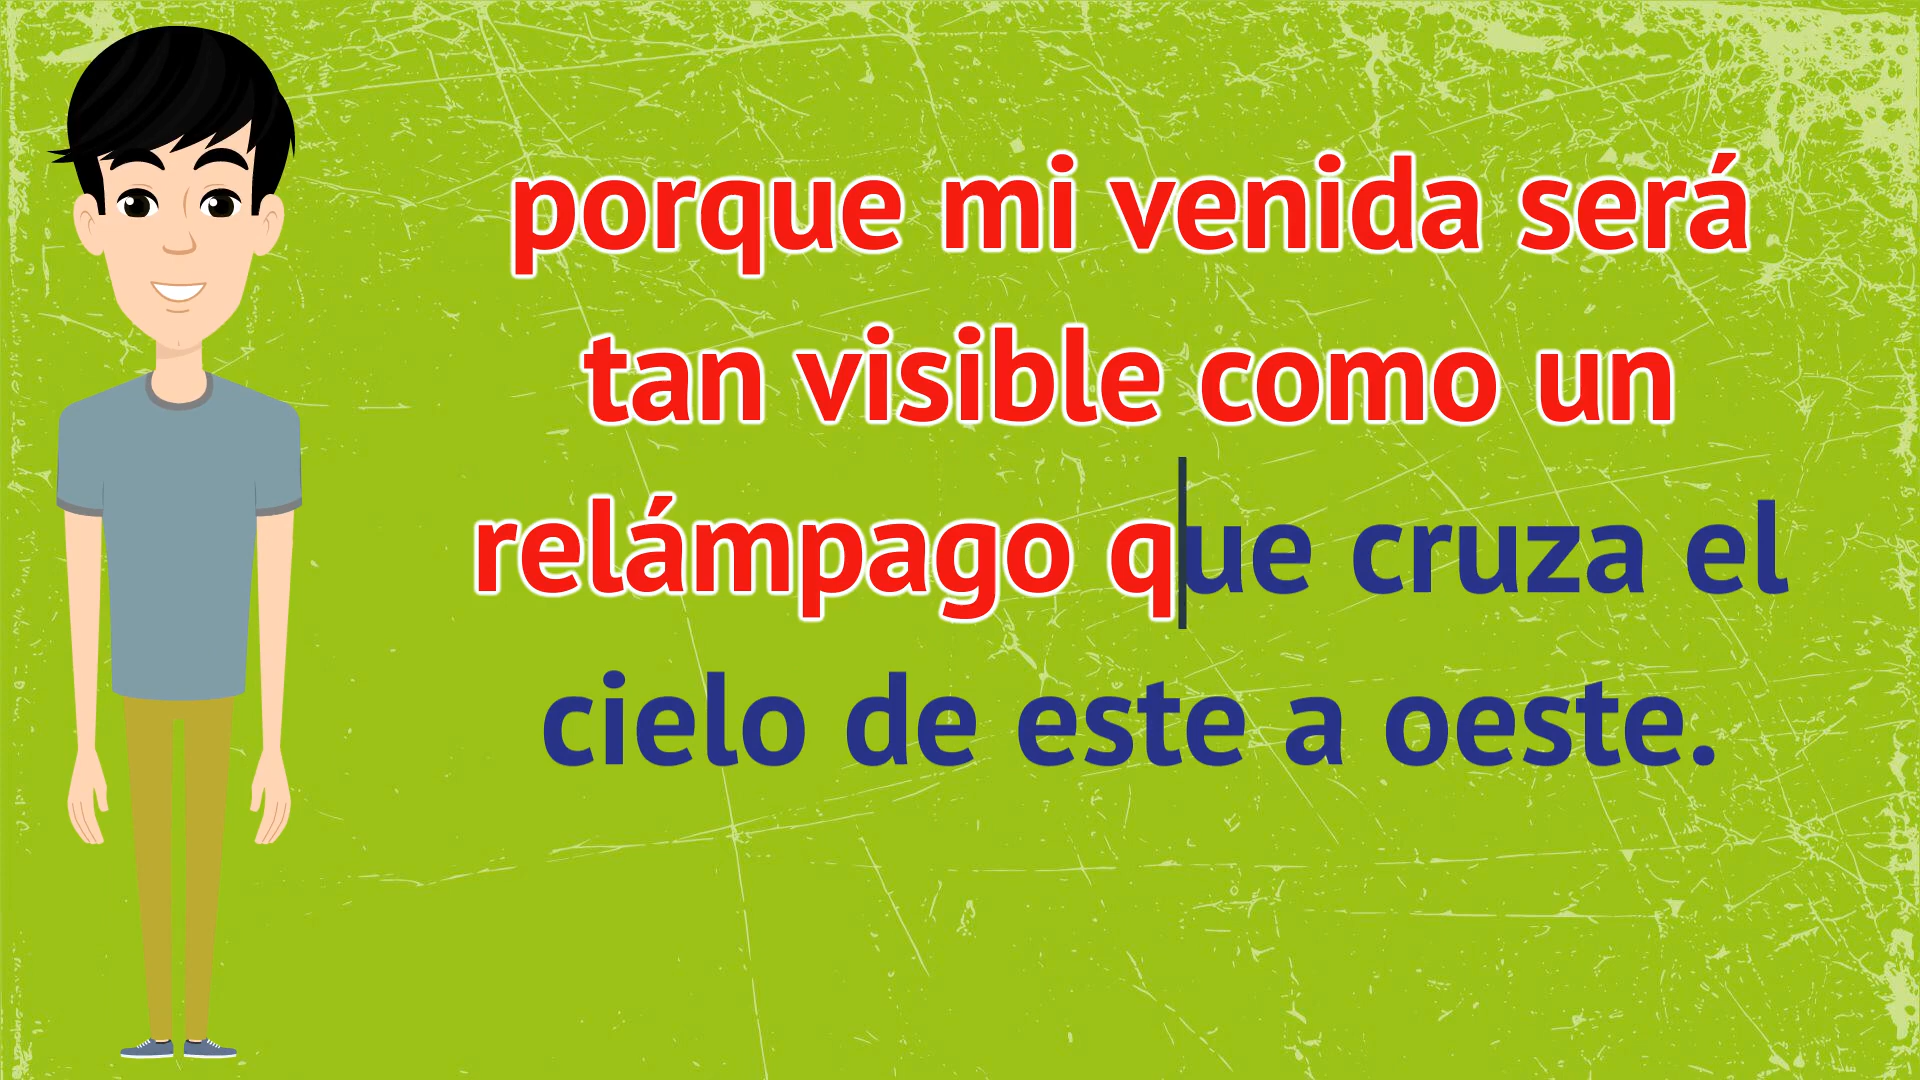 porque mi venida será
tan visible como un
relámpago que cruza el
cielo de este a oeste.